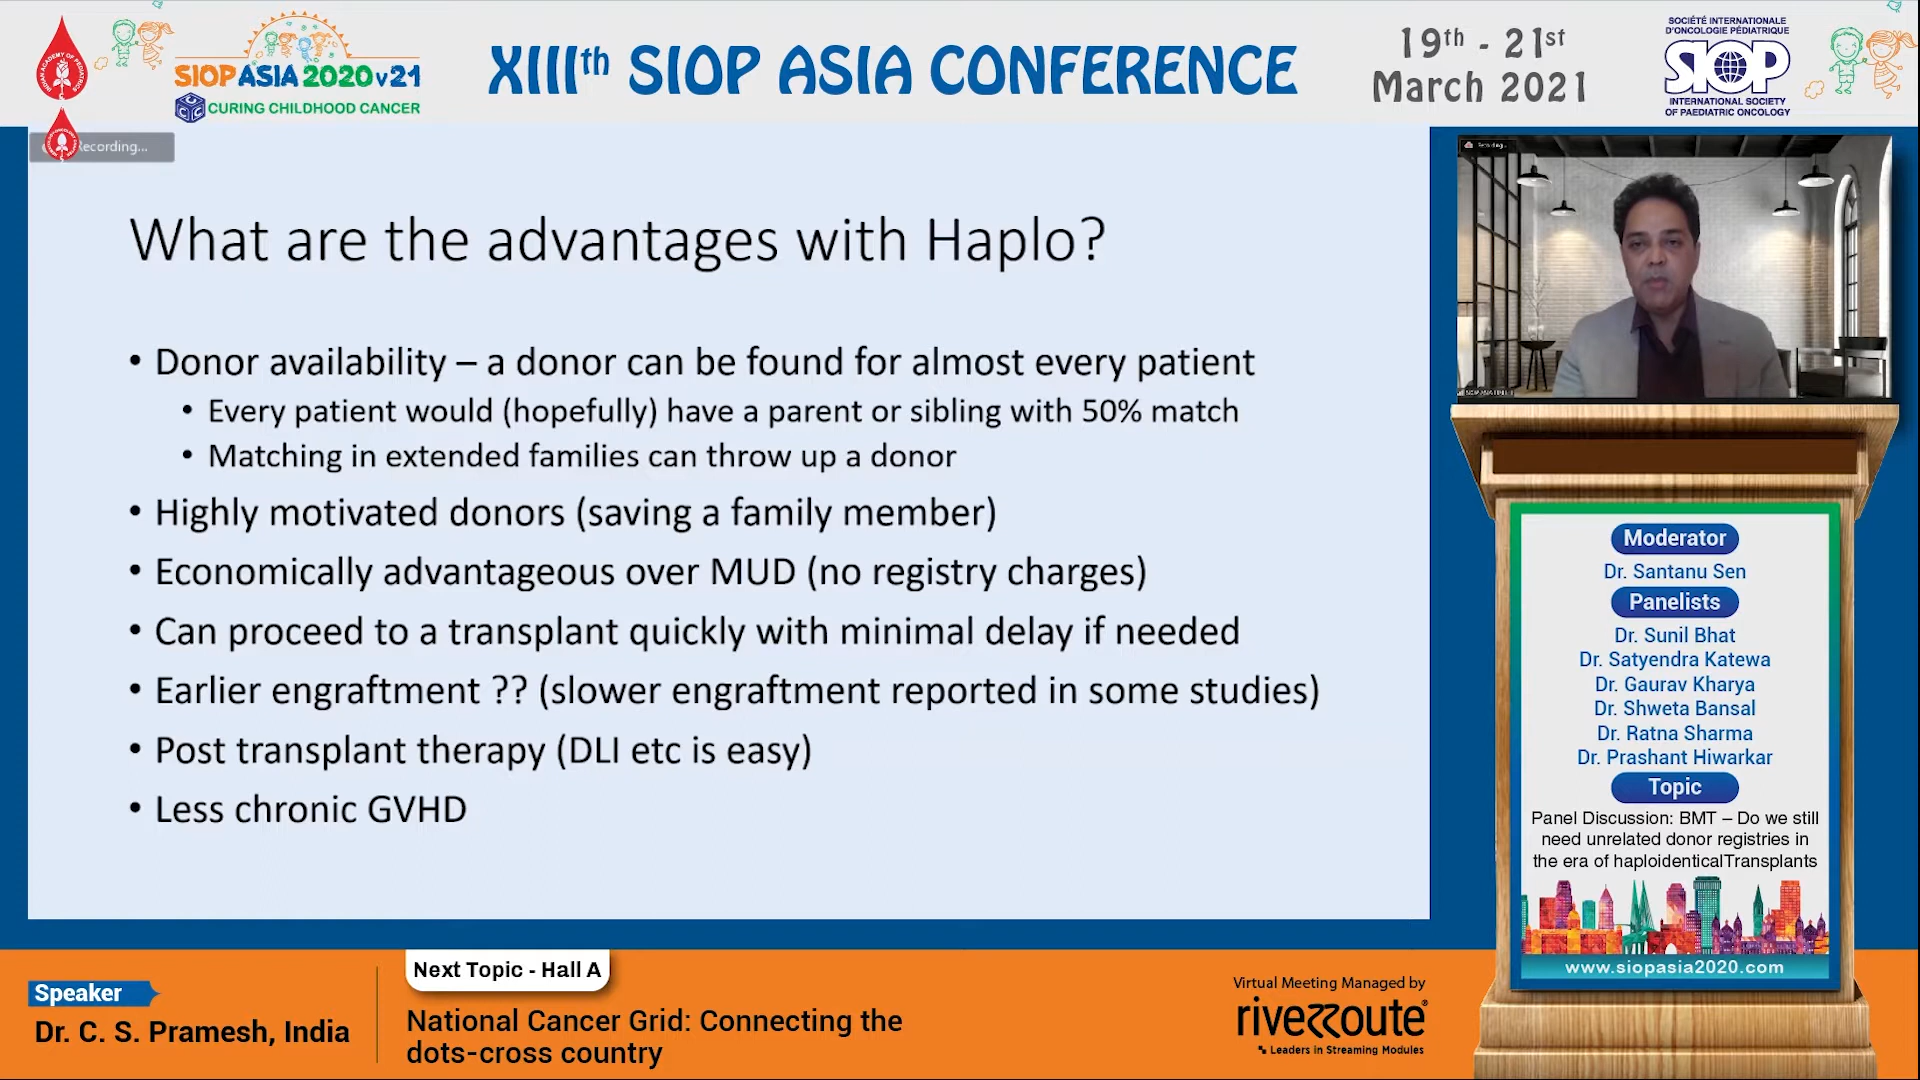 SIOP ASIA 2020 v21
CURING CHILDHOOD CANCER
XIIIth SIOP ASIA CONFERENCE
19th - 21st
March 2021
SOCIÉTÉ INTERNATIONALE
D'ONCOLOGIE PÉDIATRIQUE
SIOP
INTERNATIONAL SOCIETY
OF PAEDIATRIC ONCOLOGY
Recording...
What are the advantages with Haplo?
• Donor availability – a donor can be found for almost every patient
• Every patient would (hopefully) have a parent or sibling with 50% match
• Matching in extended families can throw up a donor
• Highly motivated donors (saving a family member)
• Economically advantageous over MUD (no registry charges)
• Can proceed to a transplant quickly with minimal delay if needed
• Earlier engraftment ?? (slower engraftment reported in some studies)
• Post transplant therapy (DLI etc is easy)
• Less chronic GVHD
Recording...
Moderator
Dr. Santanu Sen
Panelists
Dr. Sunil Bhat
Dr. Satyendra Katewa
Dr. Gaurav Kharya
Dr. Shweta Bansal
Dr. Ratna Sharma
Dr. Prashant Hiwarkar
Topic
Panel Discussion: BMT – Do we still
need unrelated donor registries in
the era of haploidenticalTransplants
www.siopasia2020.com
Speaker
Dr. C. S. Pramesh, India
Next Topic - Hall A
National Cancer Grid: Connecting the
dots-cross country
Virtual Meeting Managed by
riveRRoute
Leaders in Streaming Modules